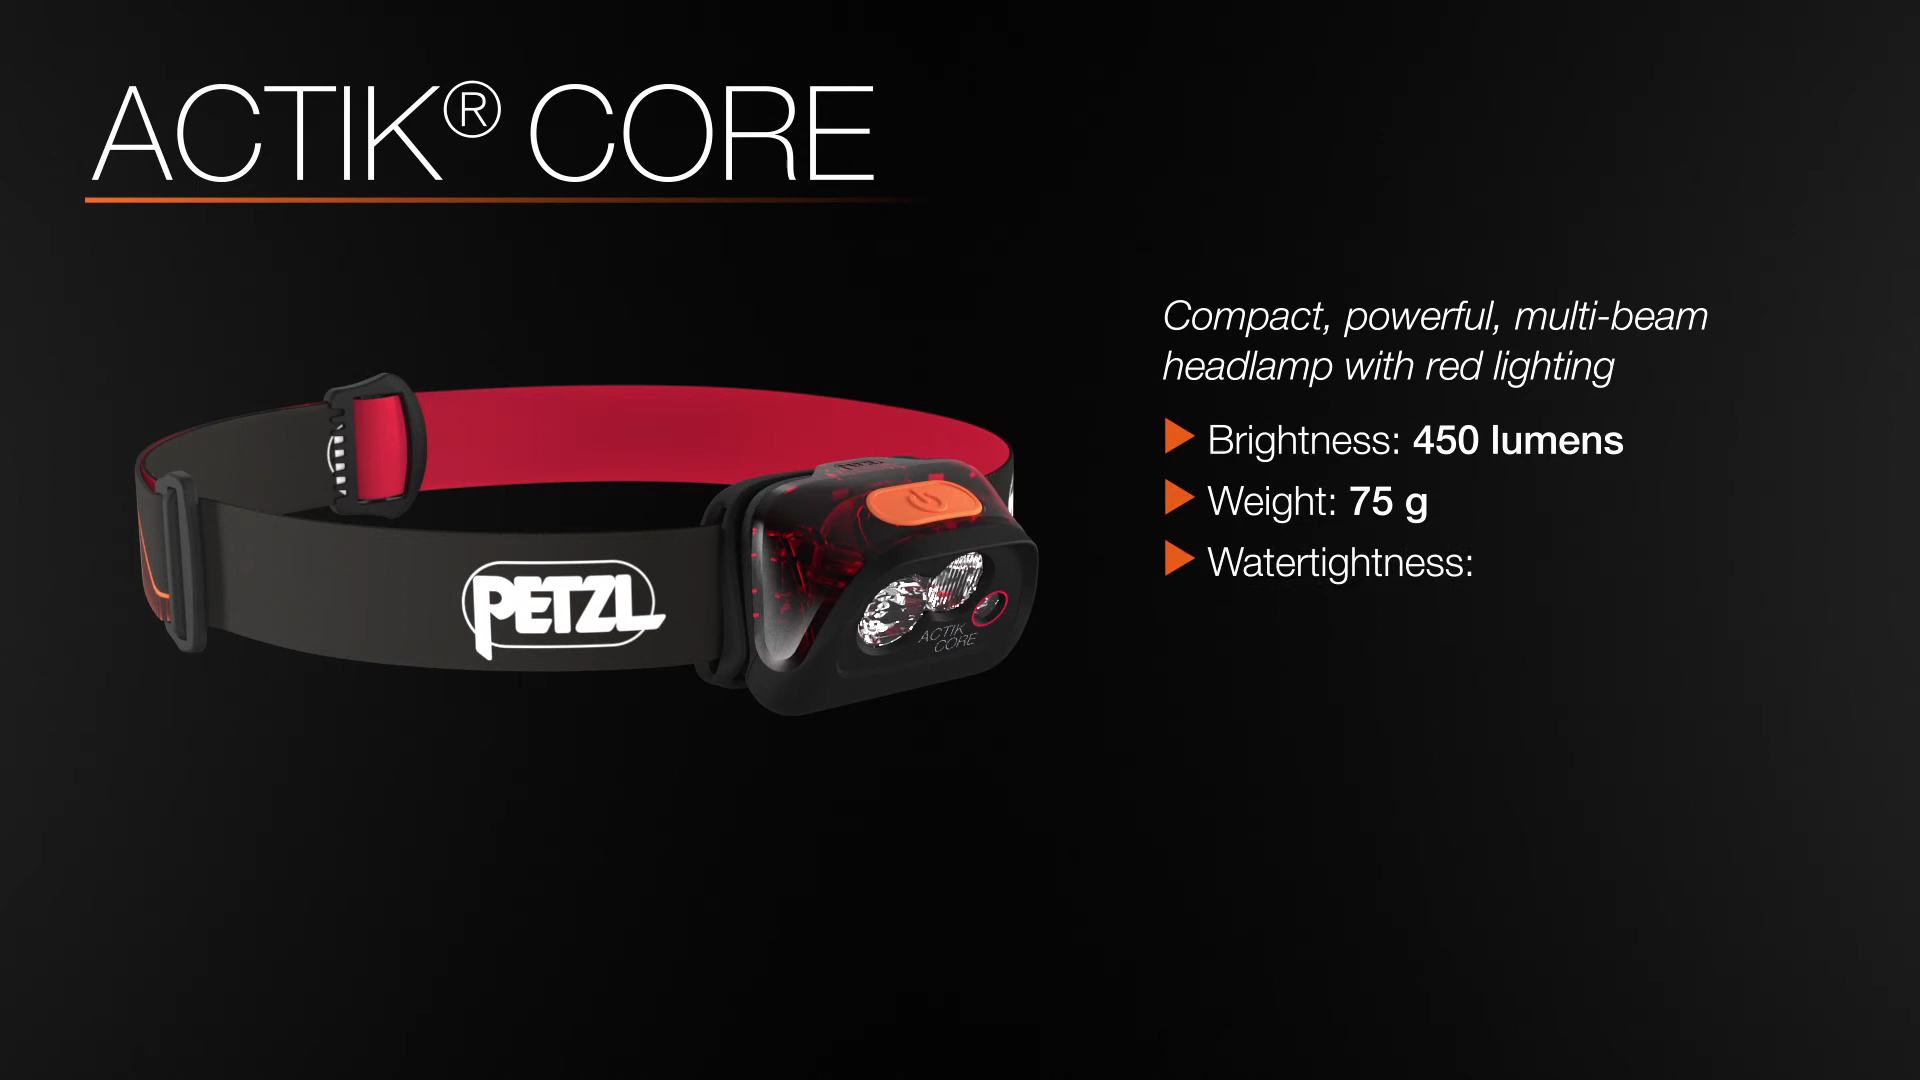 ACTIK® CORE
Compact, powerful, multi-beam
headlamp with red lighting
Brightness: 450 lumens
Weight: 75 g
Watertightness:
PETZL
ACTIK
CORE